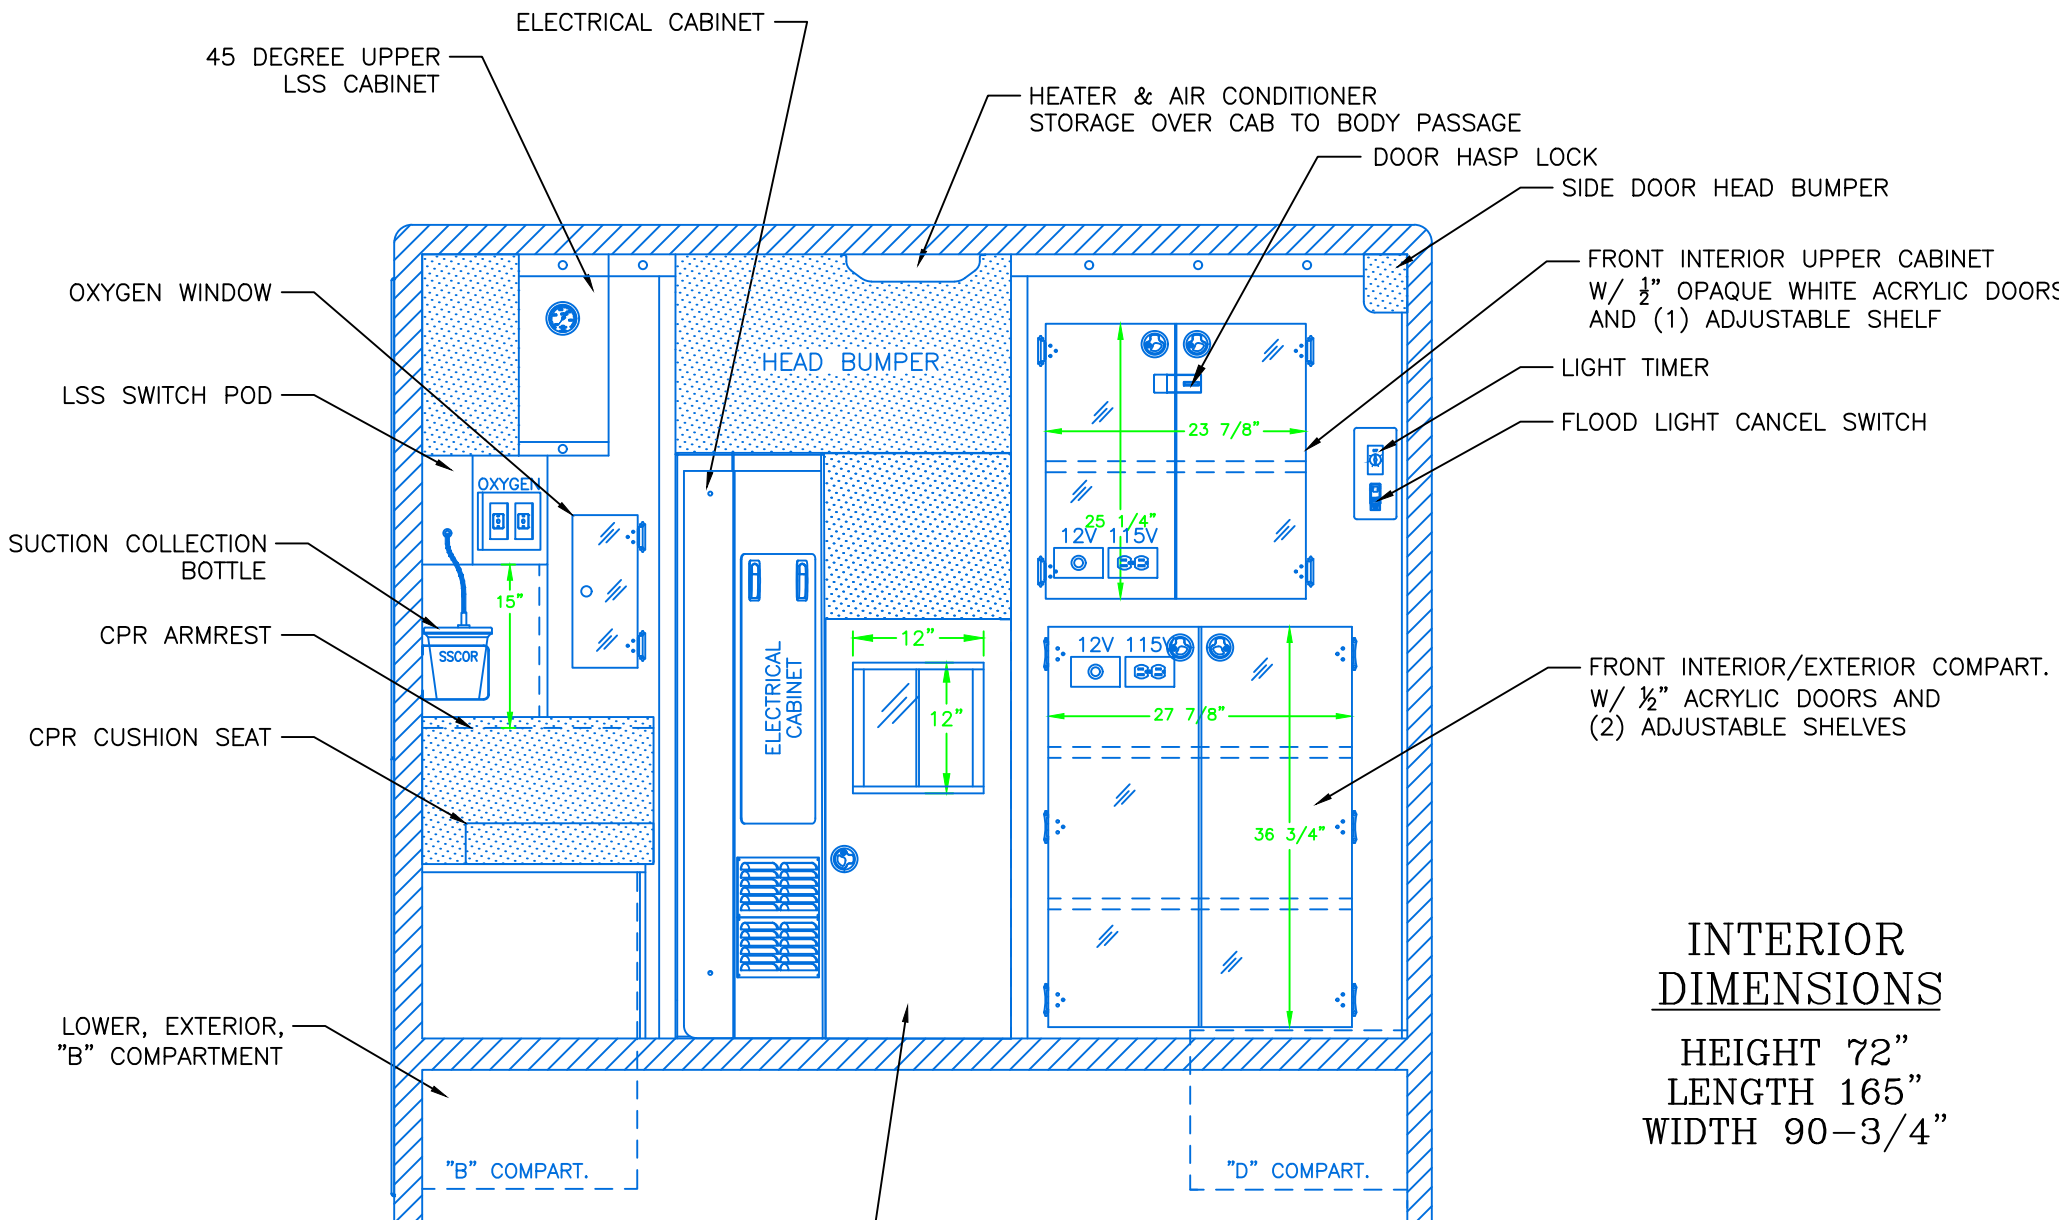 ELECTRICAL CABINET
45 DEGREE UPPER
LSS CABINET
HEATER & AIR CONDITIONER
STORAGE OVER CAB TO BODY PASSAGE
DOOR HASP LOCK
SIDE DOOR HEAD BUMPER
FRONT INTERIOR UPPER CABINET
W/ ½" OPAQUE WHITE ACRYLIC DOORS
AND (1) ADJUSTABLE SHELF
OXYGEN WINDOW
HEAD BUMPER
LIGHT TIMER
LSS SWITCH POD
FLOOD LIGHT CANCEL SWITCH
23 7/8"
OXYGEN
25 1/4"
12V 115V
SUCTION COLLECTION
BOTTLE
15"
CPR ARMREST
12"
12V 115V
SSCOR
ELECTRICAL
CABINET
FRONT INTERIOR/EXTERIOR COMPART.
W/ ½" ACRYLIC DOORS AND
(2) ADJUSTABLE SHELVES
12"
27 7/8"
CPR CUSHION SEAT
36 3/4"
INTERIOR
DIMENSIONS
HEIGHT 72"
LENGTH 165"
WIDTH 90-3/4"
LOWER, EXTERIOR,
"B" COMPARTMENT
"B" COMPART.
"D" COMPART.